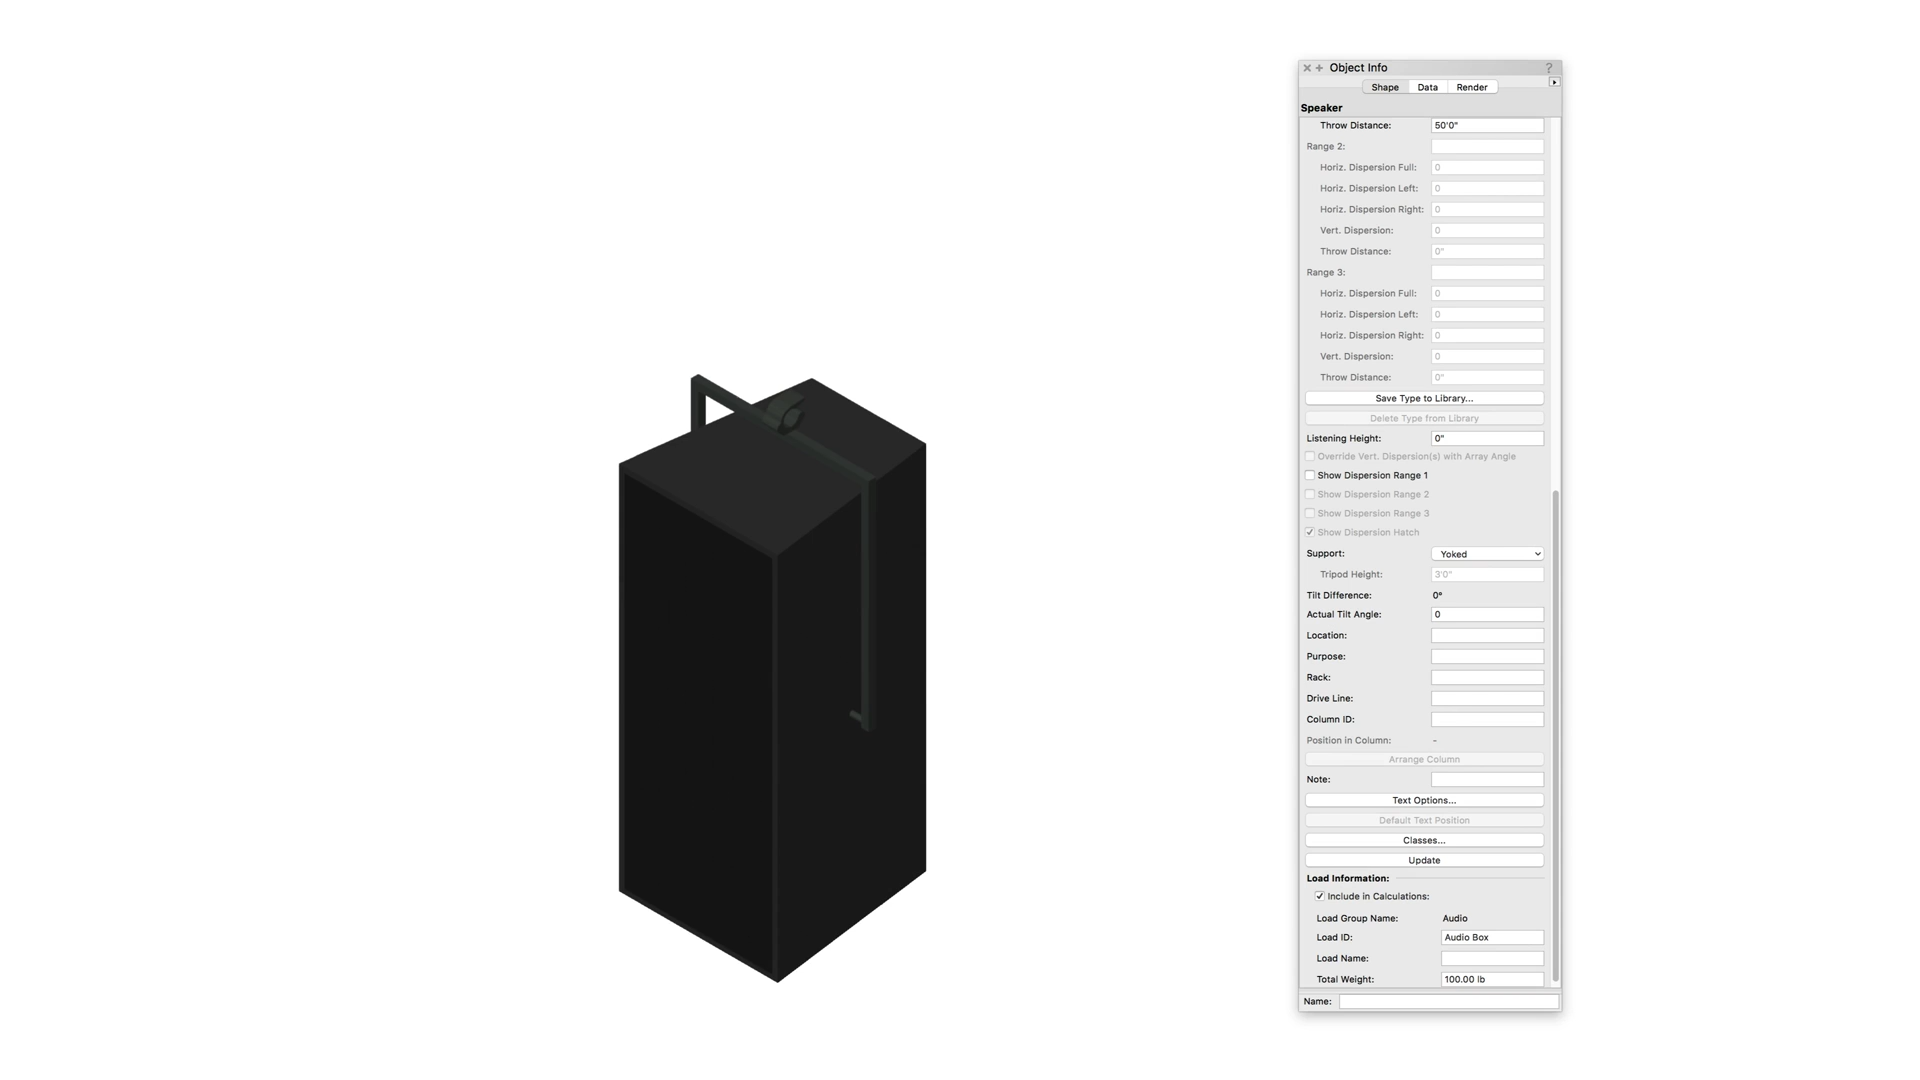 Object Info ?
Shape Data Render
Speaker
Throw Distance: 50'0"
Range 2:
Horiz. Dispersion Full: 0
Horiz. Dispersion Left: 0
Horiz. Dispersion Right: 0
Vert. Dispersion: 0
Throw Distance: 0"
Range 3:
Horiz. Dispersion Full: 0
Horiz. Dispersion Left: 0
Horiz. Dispersion Right: 0
Vert. Dispersion: 0
Throw Distance: 0"
Save Type to Library...
Delete Type from Library
Listening Height: 0"
Override Vert. Dispersion(s) with Array Angle
Show Dispersion Range 1
Show Dispersion Range 2
Show Dispersion Range 3
Show Dispersion Hatch
Support: Yoked
Tripod Height: 3'0"
Tilt Difference: 0°
Actual Tilt Angle: 0
Location:
Purpose:
Rack:
Drive Line:
Column ID:
Position in Column: -
Arrange Column
Note:
Text Options...
Default Text Position
Classes...
Update
Load Information:
Include in Calculations:
Load Group Name: Audio
Load ID: Audio Box
Load Name:
Total Weight: 100.00 lb
Name: